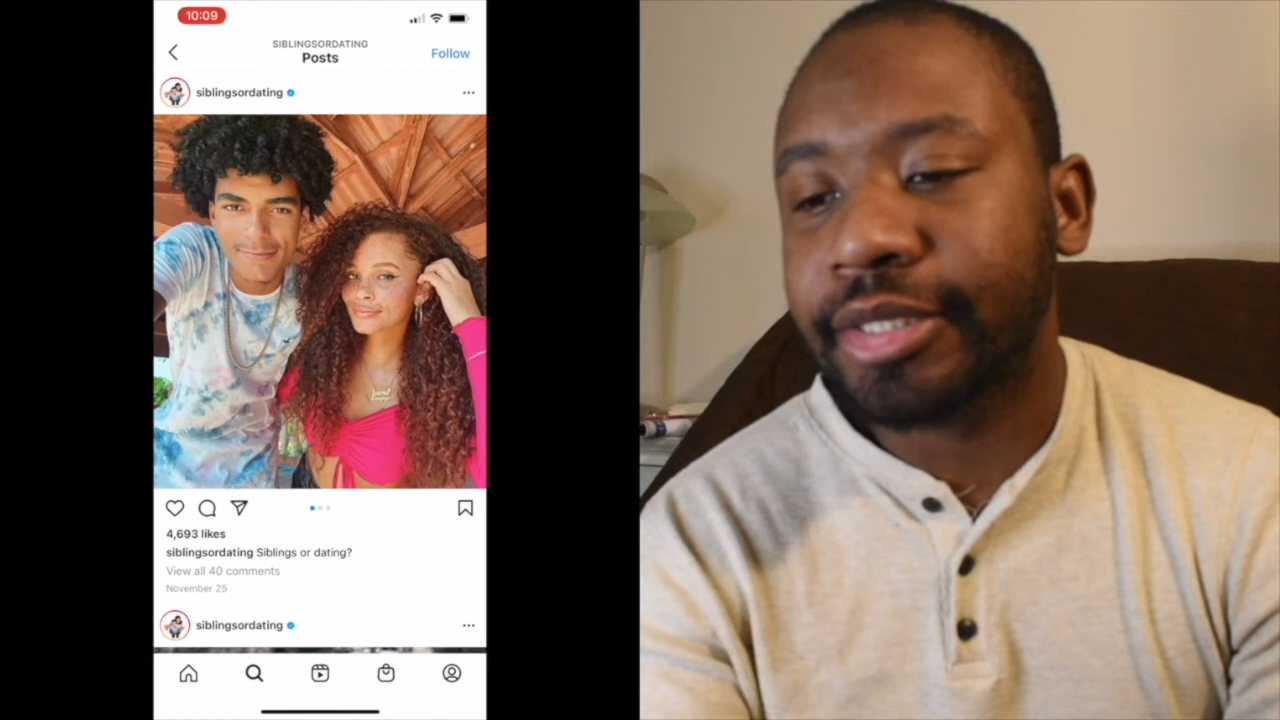 10:09
SIBLINGSORDATING
Posts
Follow
siblingsordating
4,693 likes
siblingsordating Siblings or dating?
View all 40 comments
November 25
siblingsordating